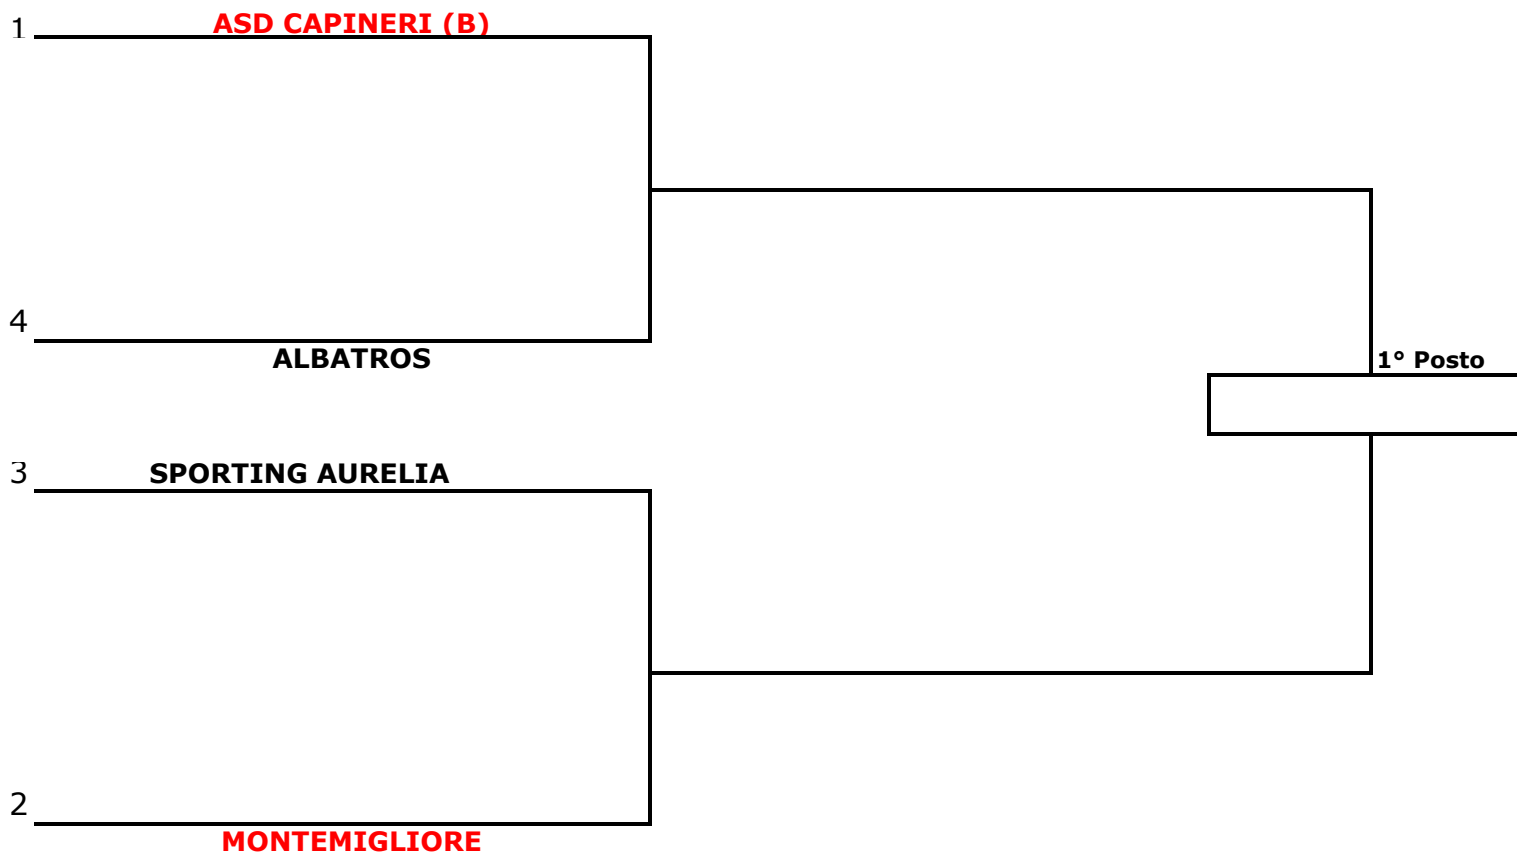 1 ASD CAPINERI (B)
4
ALBATROS
1° Posto
3 SPORTING AURELIA
2
MONTEMIGLIORE